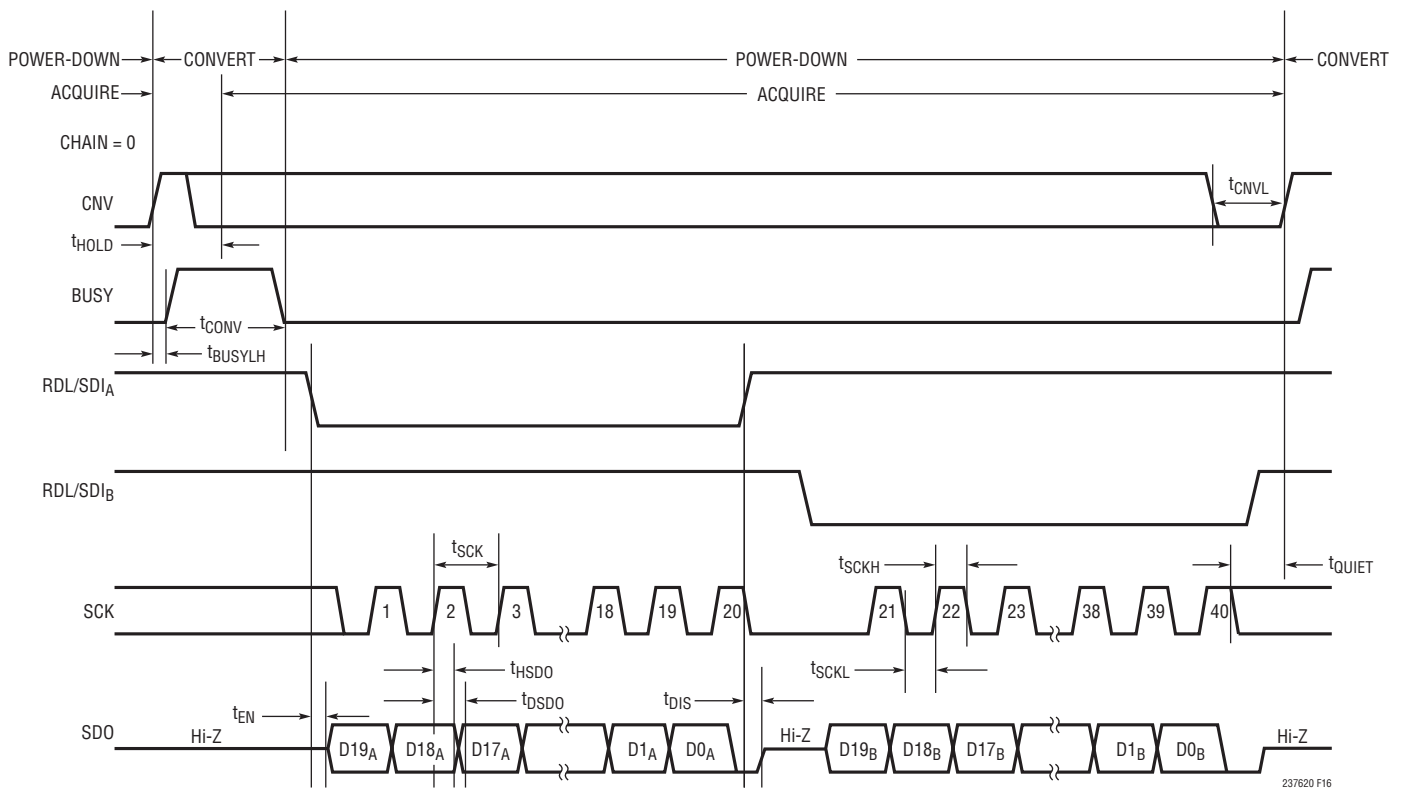 POWER-DOWN CONVERT POWER-DOWN CONVERT
ACQUIRE ACQUIRE
CHAIN = 0
CNV tCNVL
tHOLD
BUSY
tCONV
tBUSYLH
RDL/SDIA
RDL/SDIB
tSCK tSCKH tQUIET
SCK 1 2 3 18 19 20 21 22 23 38 39 40
tHSDO tSCKL
tDSDO tDIS
tEN
SDO Hi-Z D19A D18A D17A D1A D0A Hi-Z D19B D18B D17B D1B D0B Hi-Z
237620 F16